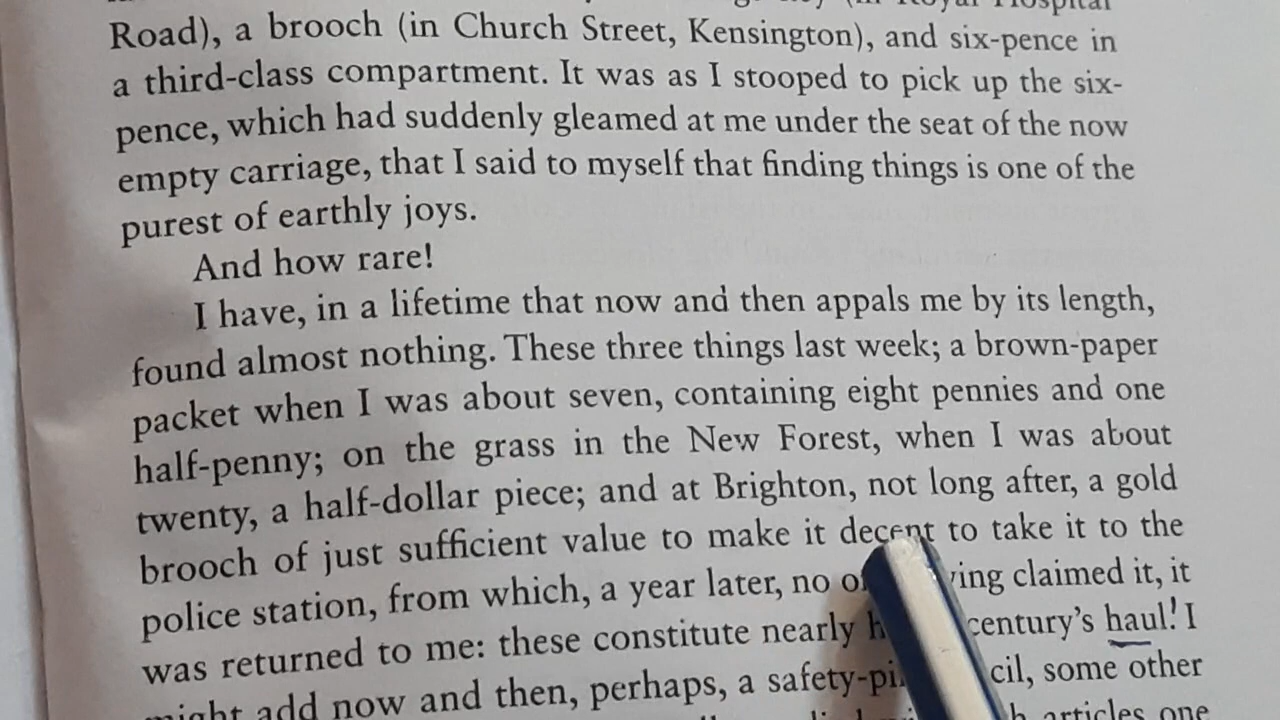 Road), a brooch (in Church Street, Kensington), and six-pence in
a third-class compartment. It was as I stooped to pick up the six-
pence, which had suddenly gleamed at me under the seat of the now
empty carriage, that I said to myself that finding things is one of the
purest of earthly joys.
And how rare!
I have, in a lifetime that now and then appals me by its length,
found almost nothing. These three things last week; a brown-paper
packet when I was about seven, containing eight pennies and one
half-penny; on the grass in the New Forest, when I was about
twenty, a half-dollar piece; and at Brighton, not long after, a gold
brooch of just sufficient value to make it decent to take it to the
police station, from which, a year later, no claimed it, it
was returned to me: these constitute nearly century's haul! I
might add now and then, perhaps, a some other
articles one